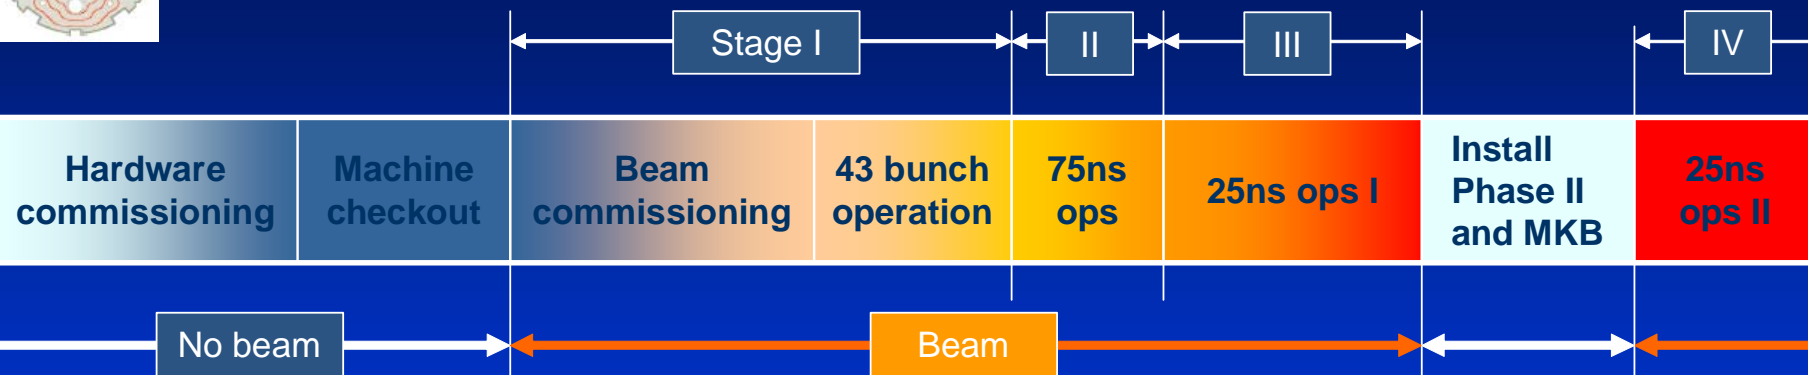 Stage I
II
III
IV
Hardware
commissioning
Machine
checkout
Beam
commissioning
43 bunch
operation
75ns
ops
25ns ops I
Install
Phase II
and MKB
25ns
ops II
No beam
Beam